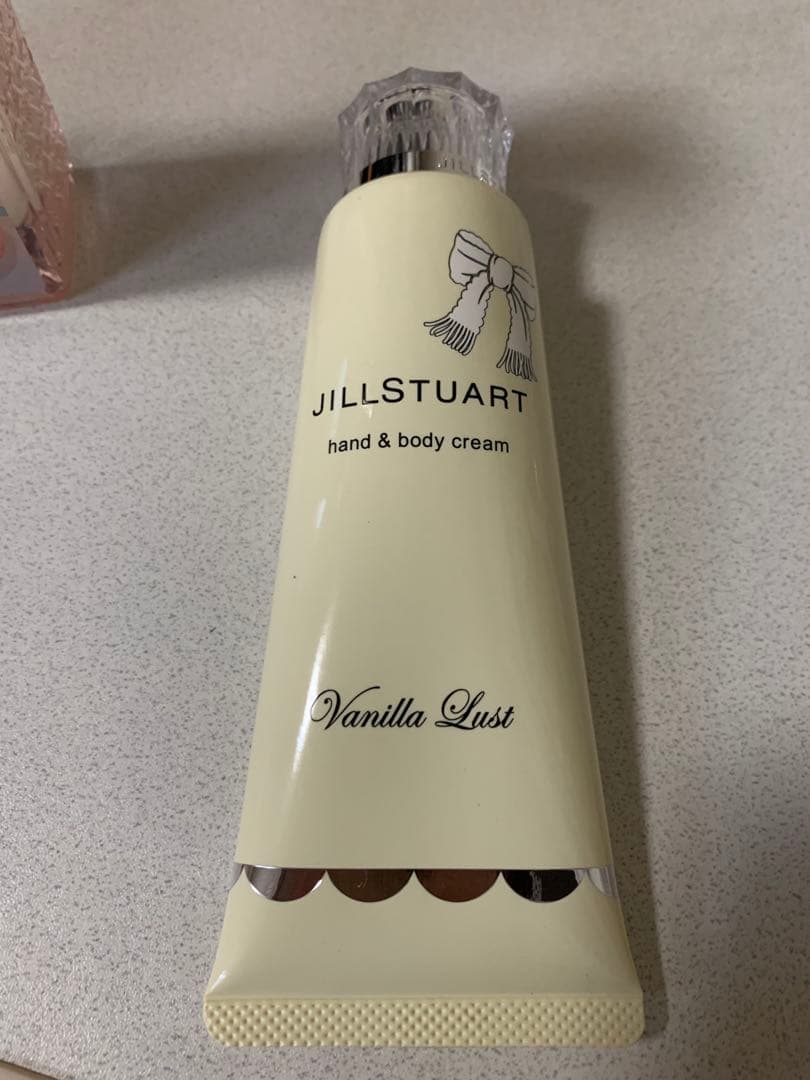 JILLSTUART
hand & body cream
Vanilla Lust